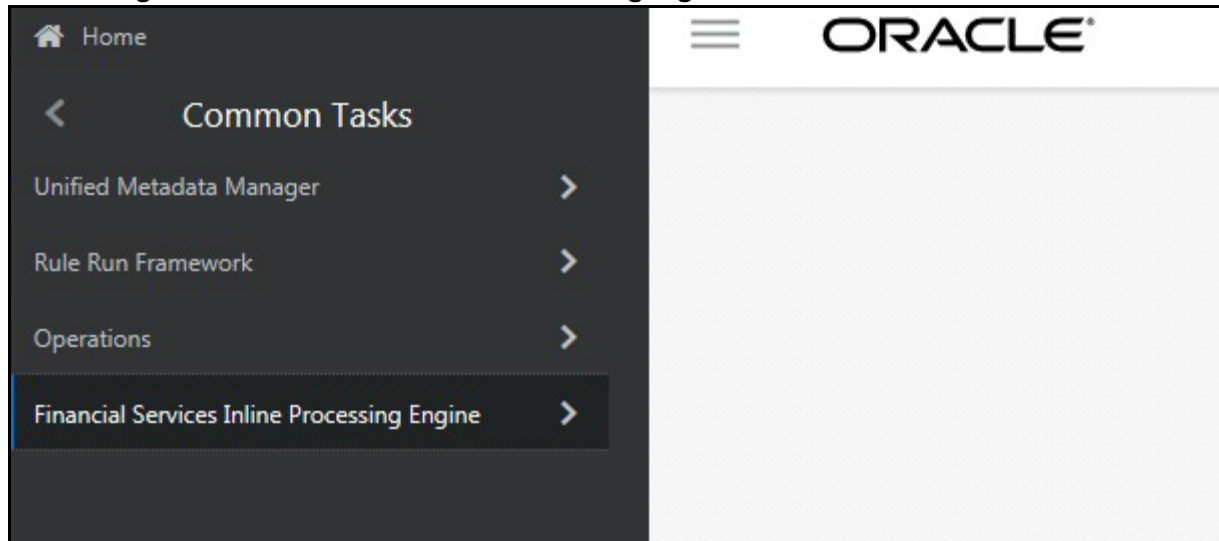 Home
ORACLE
Common Tasks
Unified Metadata Manager
Rule Run Framework
Operations
Financial Services Inline Processing Engine